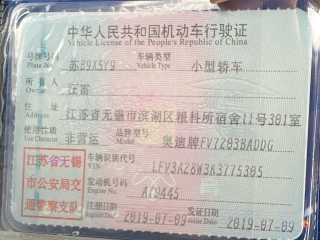 中华人民共和国机动车行驶证
Vehicle License of the People's Republic of China
号牌号码 苏B9X5Y9 车辆类型 小型轿车
Plate No. Vehicle Type
所有人 汪雷
Owner
住址 江苏省无锡市滨湖区粮库所宿舍11号301室
Address
使用性质 非营运 品牌型号 奥迪牌FV7203BADDG
Use Character Model
江苏省无锡市公安局交通警察支队
车辆识别代号 LFV3A28W3K3775305
VIN
发动机号码 A79445
Engine No.
注册日期 2019-07-09 发证日期 2019-07-09
Register Date Issue Date